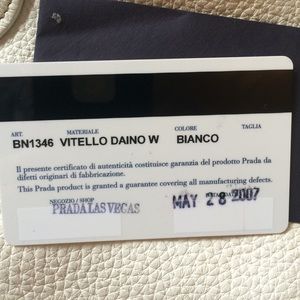 ART. MATERIALE COLORE TAGLIA
BN1346 VITELLO DAINO W BIANCO
Il presente certificato di autenticità costituisce garanzia del prodotto Prada da
difetti originari di fabbricazione.
This Prada product is granted a guarantee covering all manufacturing defects.
NEGOZIO / SHOP
PRADA LAS VEGAS MAY 28 2007